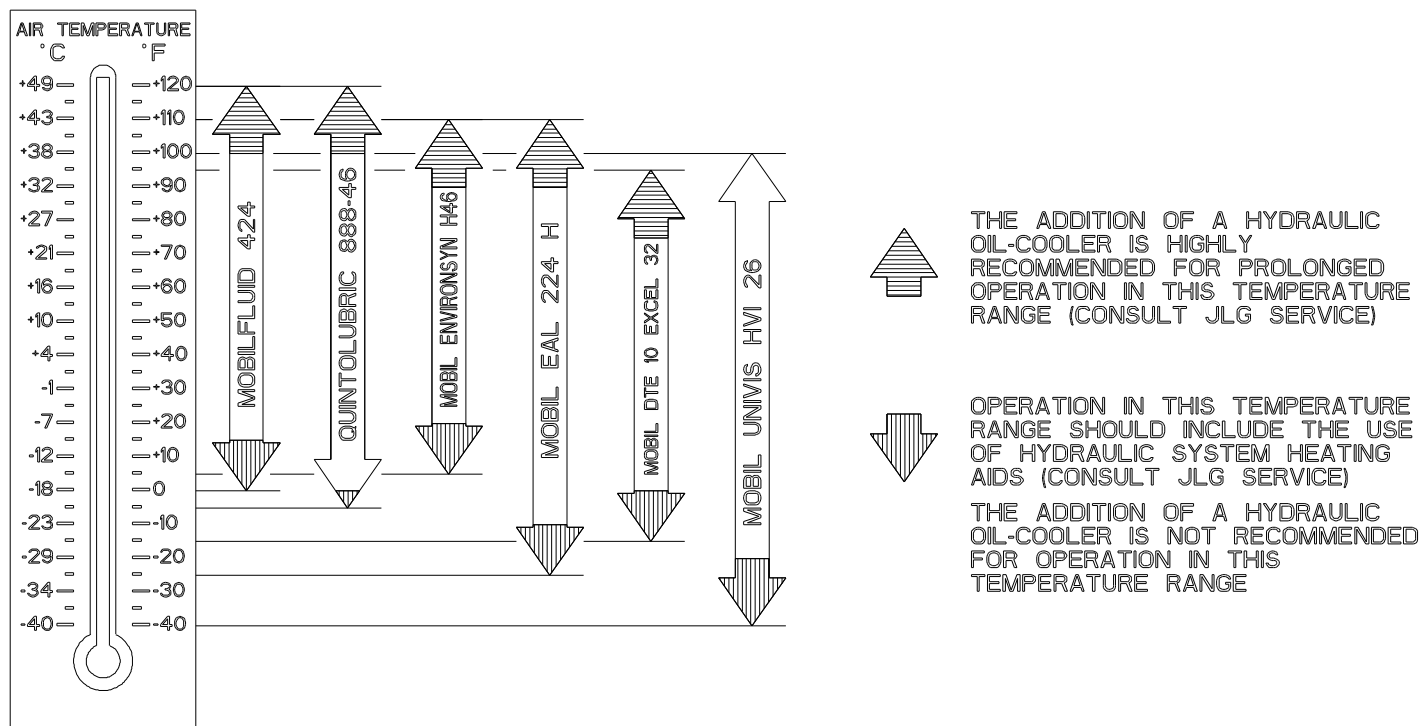 AIR TEMPERATURE
°C °F
+49 +120
+43 +110
+38 +100
+32 +90
+27 +80
+21 +70
+16 +60
+10 +50
+4 +40
-1 +30
-7 +20
-12 +10
-18 0
-23 -10
-29 -20
-34 -30
-40 -40
MOBILFLUID 424
QUINTOLUBRIC 888-46
MOBIL ENVIRONSYN H46
MOBIL EAL 224 H
MOBIL DTE 10 EXCEL 32
MOBIL UNIVIS HVI 26
THE ADDITION OF A HYDRAULIC
OIL-COOLER IS HIGHLY
RECOMMENDED FOR PROLONGED
OPERATION IN THIS TEMPERATURE
RANGE (CONSULT JLG SERVICE)
OPERATION IN THIS TEMPERATURE
RANGE SHOULD INCLUDE THE USE
OF HYDRAULIC SYSTEM HEATING
AIDS (CONSULT JLG SERVICE)
THE ADDITION OF A HYDRAULIC
OIL-COOLER IS NOT RECOMMENDED
FOR OPERATION IN THIS
TEMPERATURE RANGE